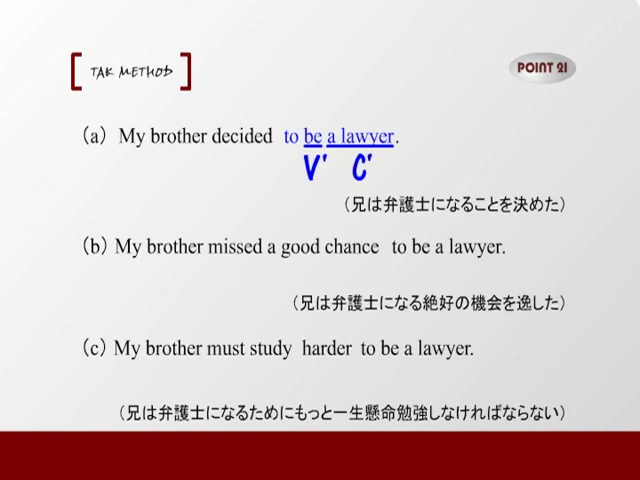 [ TAK METHOD ]
POINT 21
(a) My brother decided to be a lawyer.
V' C'
（兄は弁護士になることを決めた）
(b) My brother missed a good chance to be a lawyer.
（兄は弁護士になる絶好の機会を逸した）
(c) My brother must study harder to be a lawyer.
（兄は弁護士になるためにもっと一生懸命勉強しなければならない）